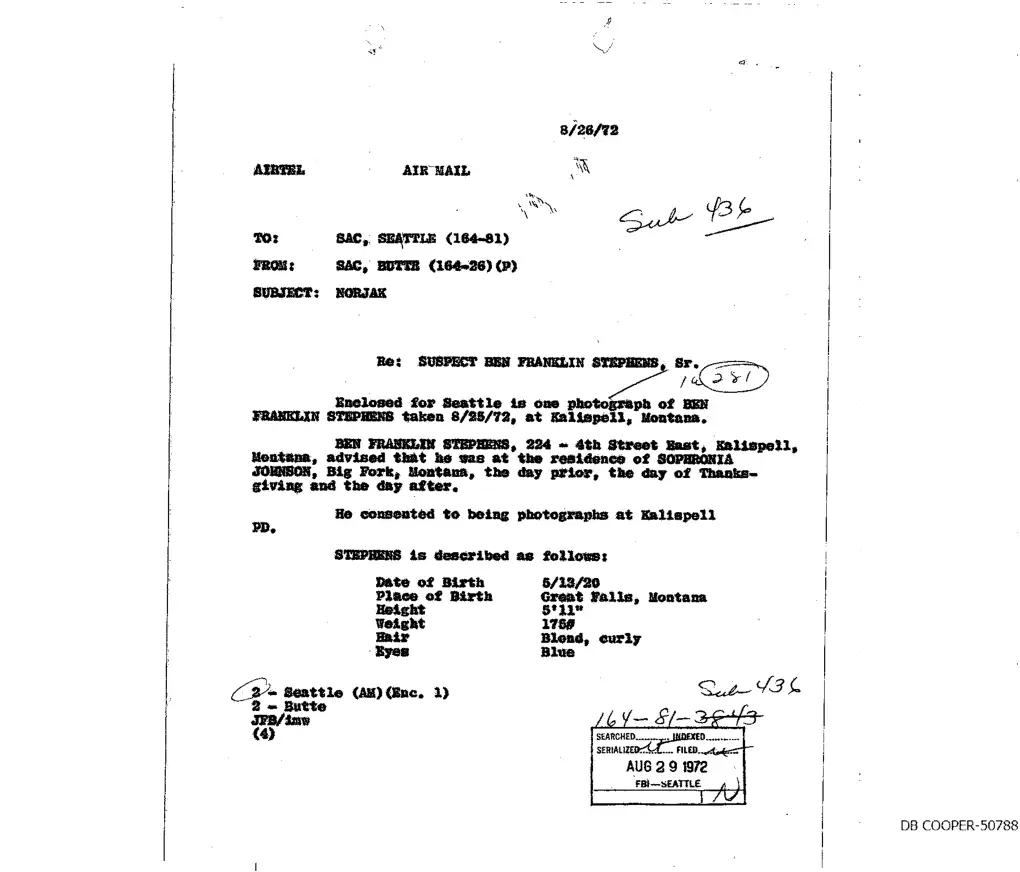 8/26/72
AIRTEL AIR MAIL
Sub 436
TO: SAC, SEATTLE (164-81)
FROM: SAC, BUTTE (164-26)(P)
SUBJECT: NORJAK
Re: SUSPECT BEN FRANKLIN STEPHENS, Sr.
281
Enclosed for Seattle is one photograph of BEN
FRANKLIN STEPHENS taken 8/25/72, at Kalispell, Montana.
BEN FRANKLIN STEPHENS, 224 - 4th Street East, Kalispell,
Montana, advised that he was at the residence of SOPHRONIA
JOHNSON, Big Fork, Montana, the day prior, the day of Thanks-
giving and the day after.
He consented to being photographs at Kalispell
PD.
STEPHENS is described as follows:
Date of Birth 5/13/20
Place of Birth Great Falls, Montana
Height 5'11"
Weight 175#
Hair Blond, curly
Eyes Blue
2 - Seattle (AM)(Enc. 1)
2 - Butte
JFB/imw
(4)
Sub 436
164-81-3843
SEARCHED INDEXED
SERIALIZED FILED
AUG 29 1972
FBI—SEATTLE
DB COOPER-50788